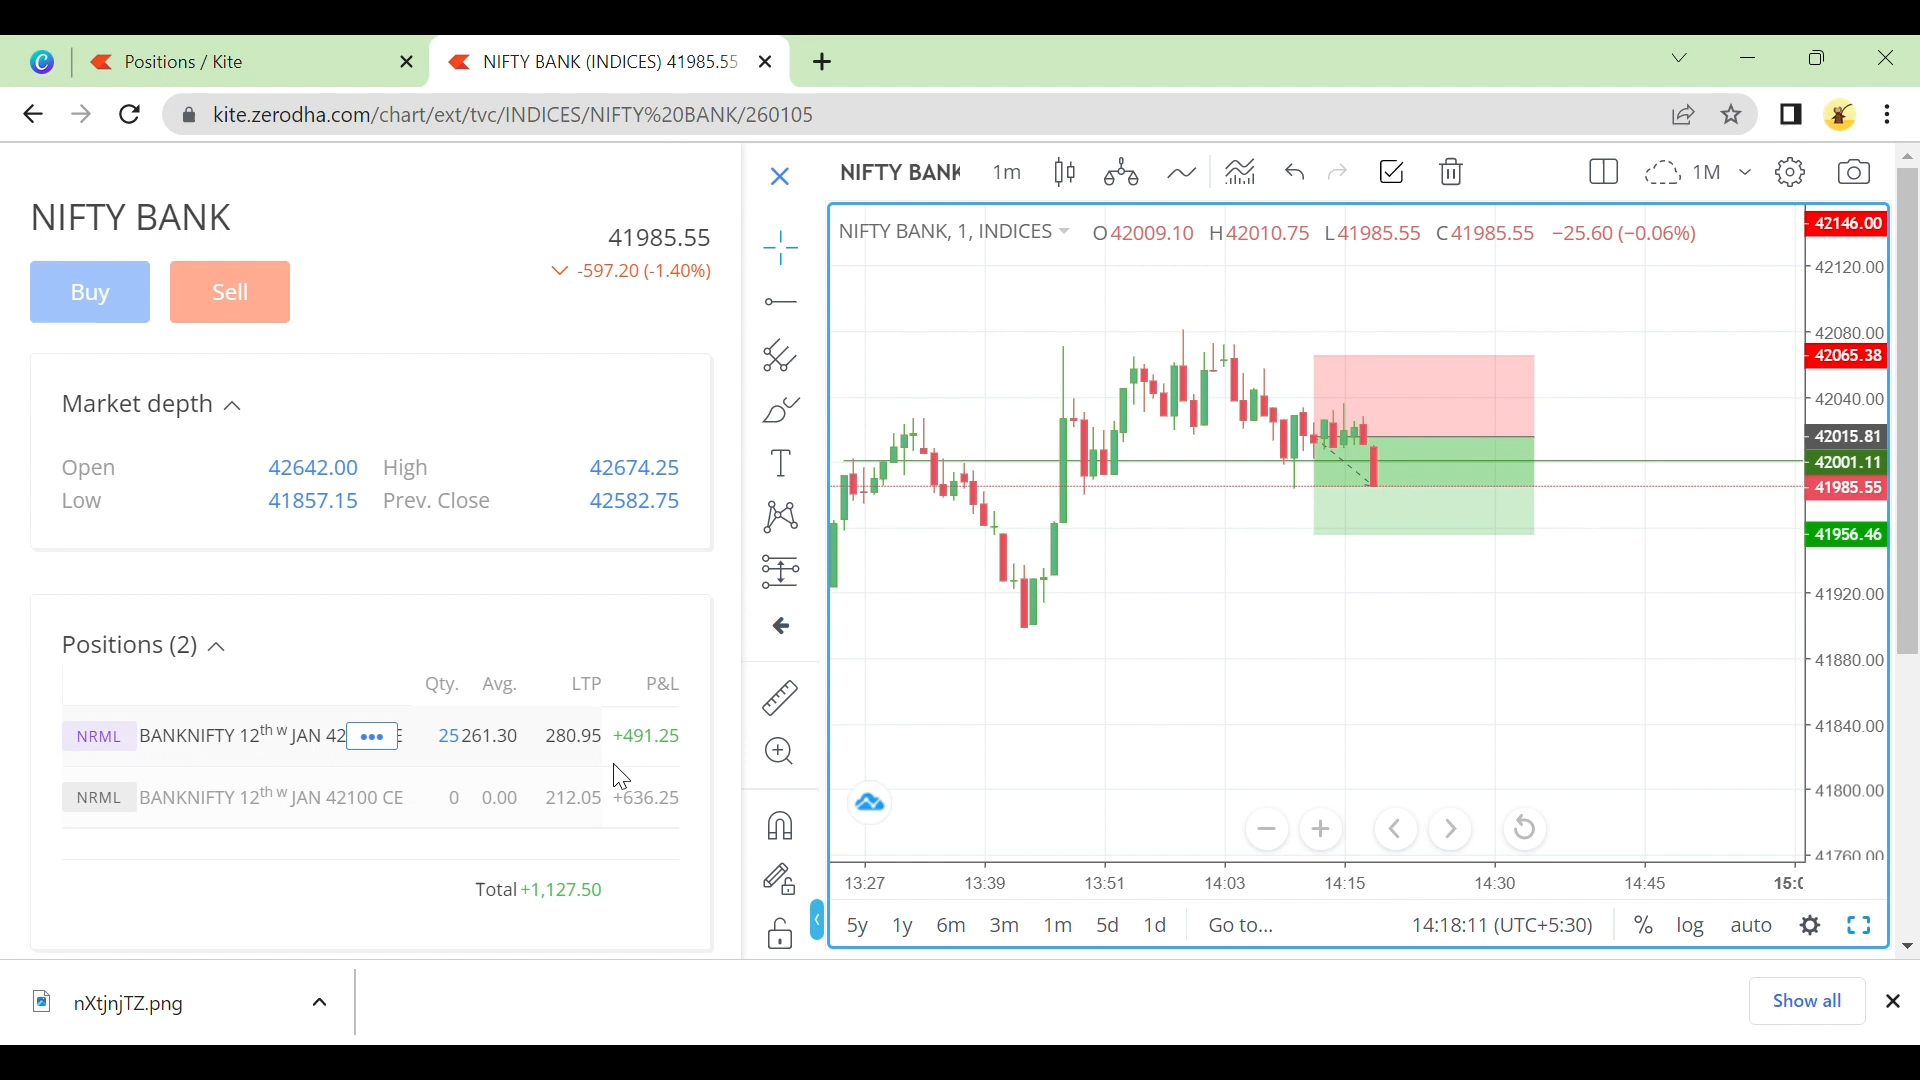 Positions / Kite
NIFTY BANK (INDICES) 41985.55
kite.zerodha.com/chart/ext/tvc/INDICES/NIFTY%20BANK/260105
NIFTY BANK
41985.55
-597.20 (-1.40%)
Buy
Sell
Market depth
Open 42642.00 High 42674.25
Low 41857.15 Prev. Close 42582.75
Positions (2)
Qty. Avg. LTP P&L
NRML BANKNIFTY 12th w JAN 42 25 261.30 280.95 +491.25
NRML BANKNIFTY 12th w JAN 42100 CE 0 0.00 212.05 +636.25
Total +1,127.50
NIFTY BANK 1m
1M
NIFTY BANK, 1, INDICES O42009.10 H42010.75 L41985.55 C41985.55 −25.60 (−0.06%)
42146.00
42120.00
42080.00
42065.38
42040.00
42015.81
42001.11
41985.55
41956.46
41920.00
41880.00
41840.00
41800.00
41760.00
13:27 13:39 13:51 14:03 14:15 14:30 14:45
5y 1y 6m 3m 1m 5d 1d Go to... 14:18:11 (UTC+5:30) % log auto
nXtjnjTZ.png
Show all